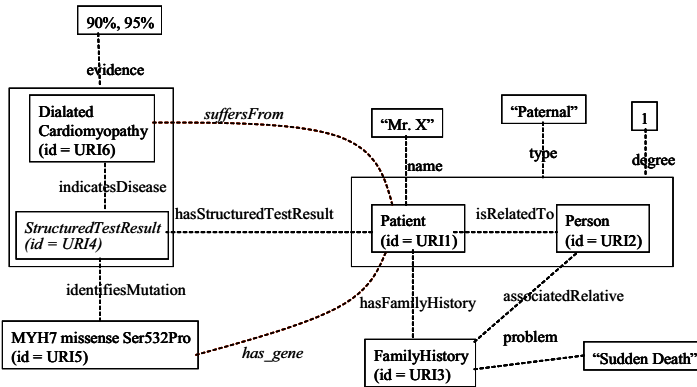 90%, 95%
evidence
Dialated
Cardiomyopathy
(id = URI6)
suffersFrom
“Mr. X”
“Paternal”
1
name
type
degree
indicatesDisease
StructuredTestResult
(id = URI4)
hasStructuredTestResult
Patient
(id = URI1)
isRelatedTo
Person
(id = URI2)
identifiesMutation
hasFamilyHistory
associatedRelative
MYH7 missense Ser532Pro
(id = URI5)
has_gene
FamilyHistory
(id = URI3)
problem
“Sudden Death”